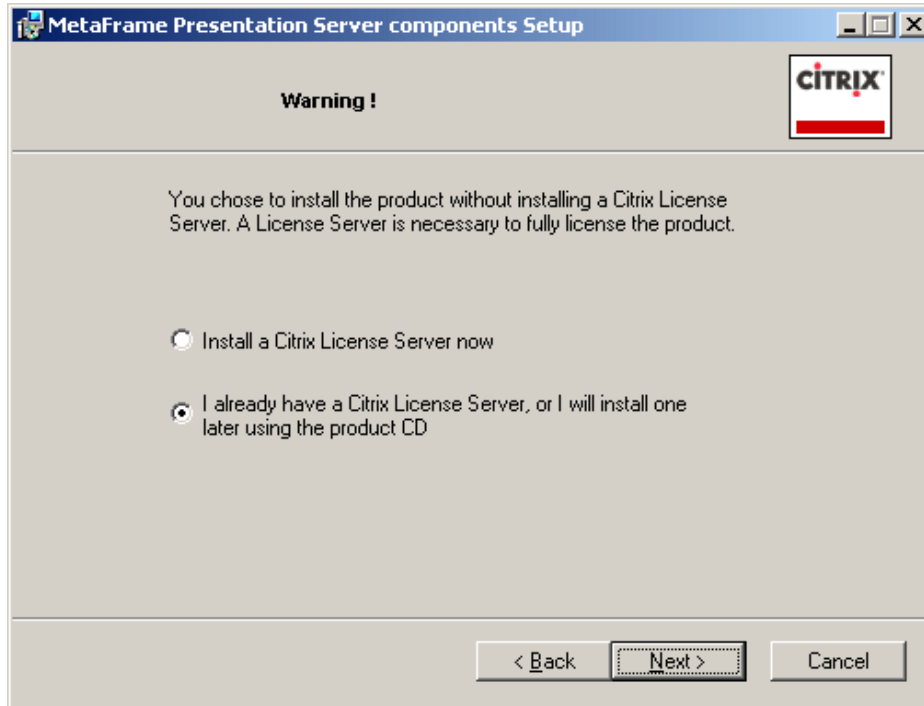 MetaFrame Presentation Server components Setup
Warning !
CITRIX
You chose to install the product without installing a Citrix License
Server. A License Server is necessary to fully license the product.
Install a Citrix License Server now
I already have a Citrix License Server, or I will install one
later using the product CD
< Back
Next >
Cancel